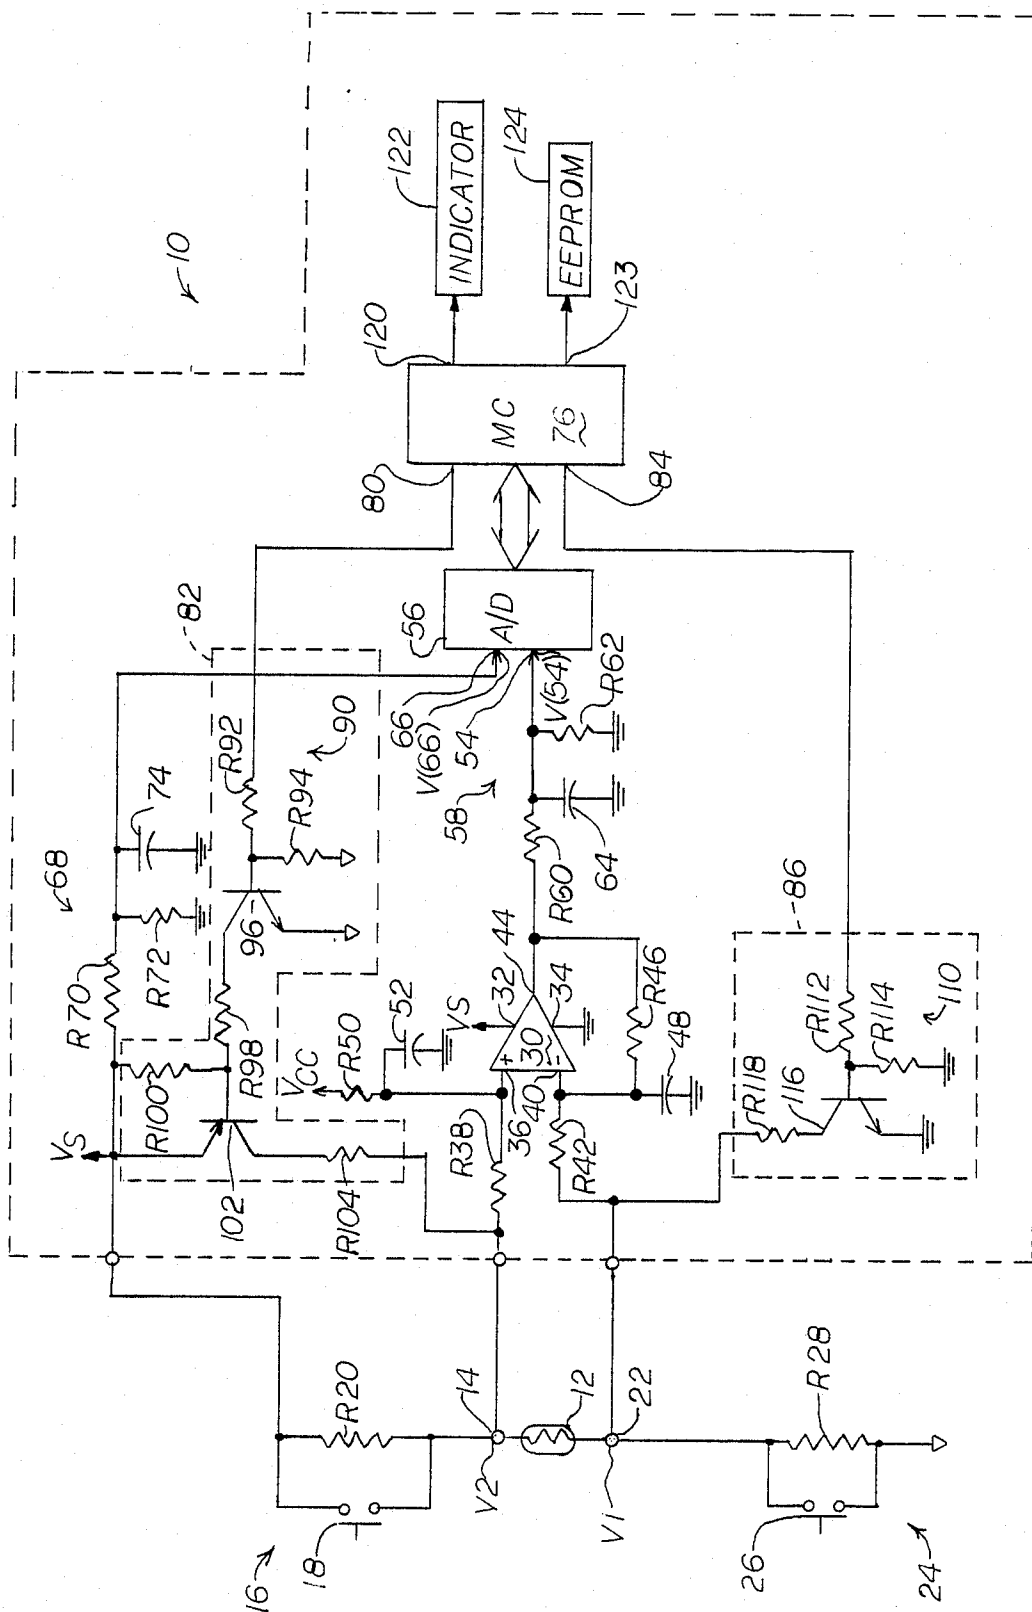 10
68
R70
74
R72
82
R92
90
R94
96
R98
R100
VS
102
R104
VCC
R50
52
VS
32
44
34
+
30
-
36
40
R38
R42
R46
48
R60
58
64
R62
V(54)
54
V(66)
66
56
A/D
80
84
MC
76
120
123
INDICATOR
122
EEPROM
124
86
R112
R114
110
R118
116
16
18
R20
14
V2
12
V1
22
R28
26
24